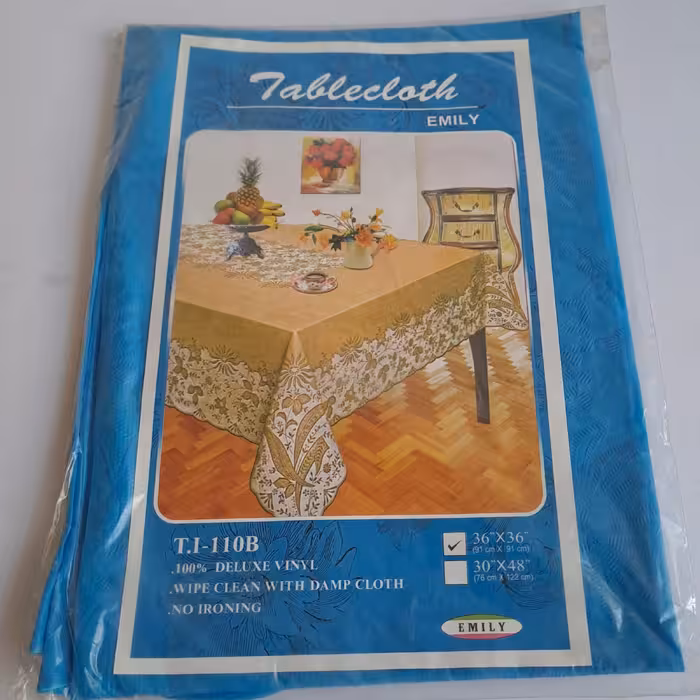 Tablecloth
EMILY
T.I-110B
.100% DELUXE VINYL
.WIPE CLEAN WITH DAMP CLOTH
.NO IRONING
36"X36"
(91 cm X 91 cm)
30"X48"
(76 cm X 122 cm)
EMILY